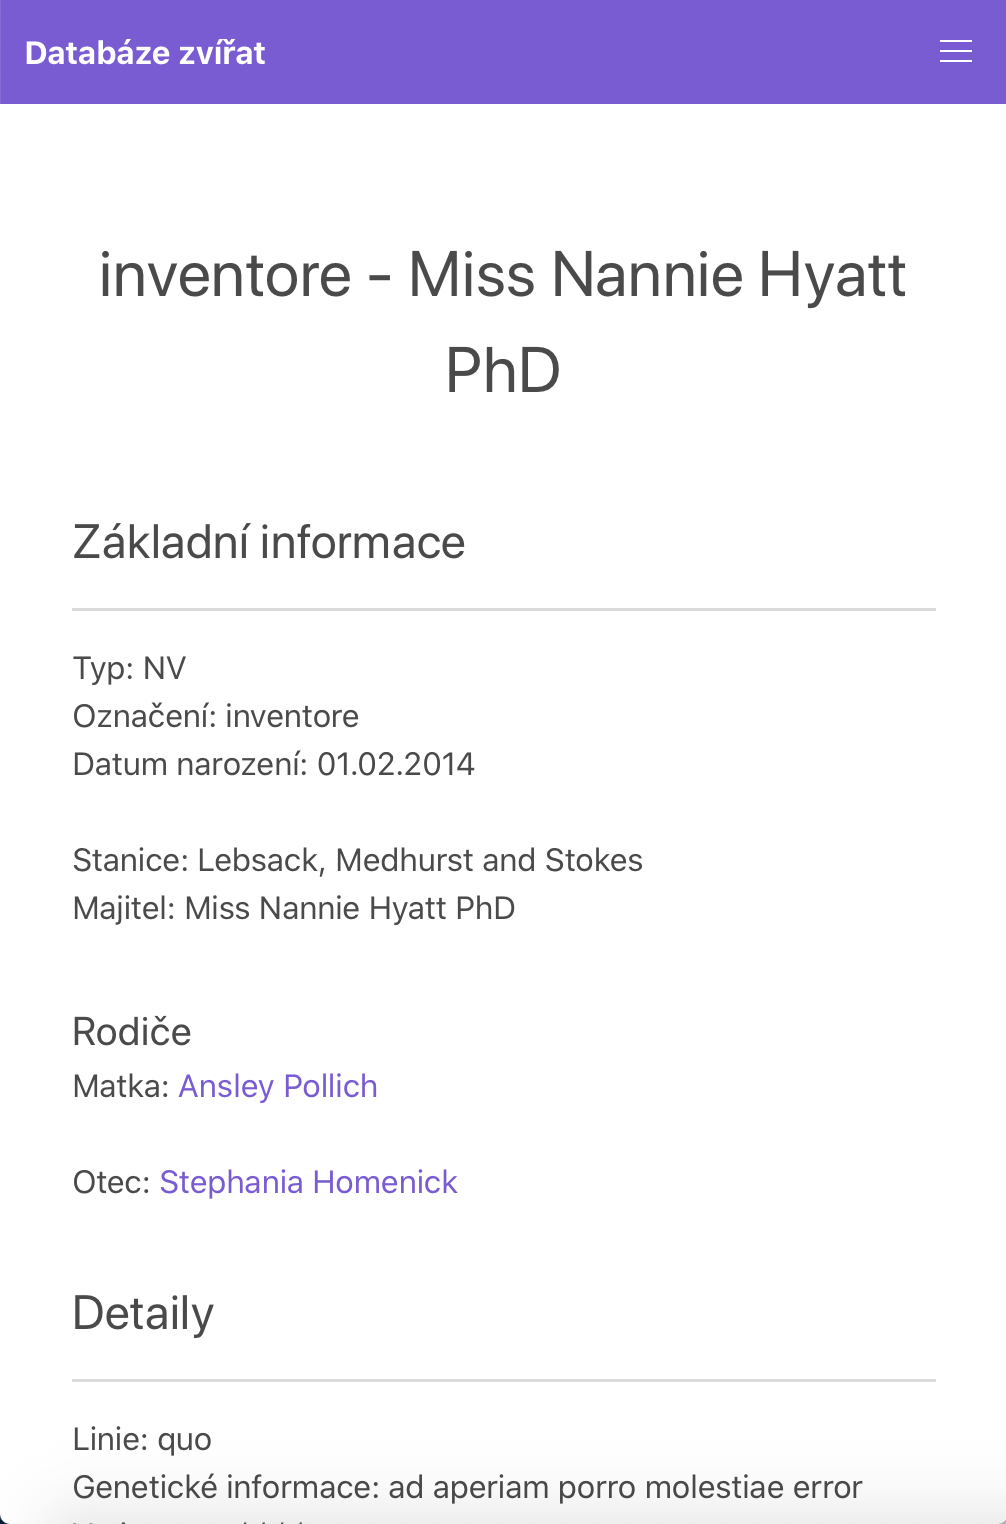 Databáze zvířat
inventore - Miss Nannie Hyatt
PhD
Základní informace
Typ: NV
Označení: inventore
Datum narození: 01.02.2014
Stanice: Lebsack, Medhurst and Stokes
Majitel: Miss Nannie Hyatt PhD
Rodiče
Matka: Ansley Pollich
Otec: Stephania Homenick
Detaily
Linie: quo
Genetické informace: ad aperiam porro molestiae error